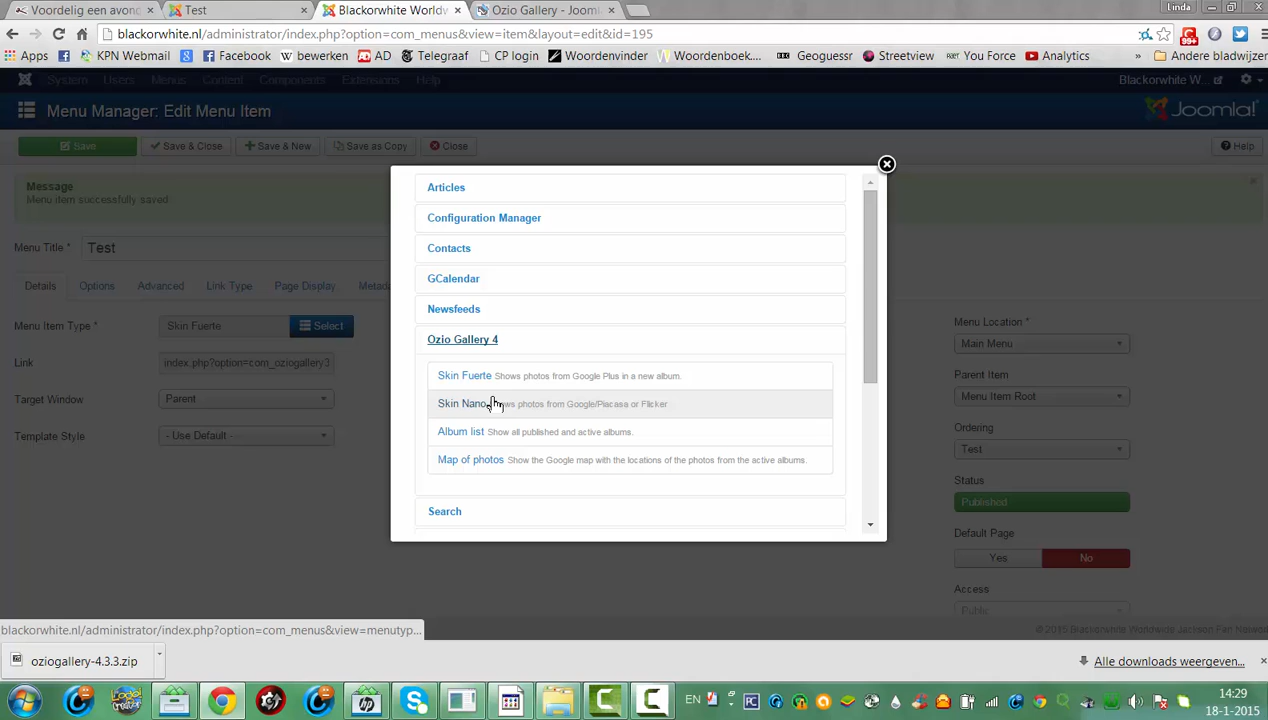 Voordelig een avond
Test
Blackorwhite Worldw
Ozio Gallery - Joomla!
Linda
blackorwhite.nl/administrator/index.php?option=com_menus&view=item&layout=edit&id=195
99+
Apps
KPN Webmail
Facebook
bewerken
AD
Telegraaf
CP login
Woordenvinder
Woordenboek...
Geoguessr
Streetview
You Force
Analytics
»
Andere bladwijzer
System
Users
Menus
Content
Components
Extensions
Help
Blackorwhite W...
Menu Manager: Edit Menu Item
Joomla!
Save
Save & Close
Save & New
Save as Copy
Close
Help
Message
Menu item successfully saved
Menu Title *
Test
Details
Options
Advanced
Link Type
Page Display
Metada
Menu Item Type *
Skin Fuerte
Select
Link
index.php?option=com_oziogallery3
Target Window
Parent
Template Style
- Use Default -
Articles
Configuration Manager
Contacts
GCalendar
Newsfeeds
Ozio Gallery 4
Skin Fuerte Shows photos from Google Plus in a new album.
Skin Nano ws photos from Google/Piacasa or Flicker
Album list Show all published and active albums.
Map of photos Show the Google map with the locations of the photos from the active albums.
Search
Menu Location *
Main Menu
Parent Item
Menu Item Root
Ordering
Test
Status
Published
Default Page
Yes
No
Access
Public
© 2015 Blackorwhite Worldwide Jackson Fan Networ
blackorwhite.nl/administrator/index.php?option=com_menus&view=menutyp...
oziogallery-4.3.3.zip
Alle downloads weergeven...
EN
14:29
18-1-2015